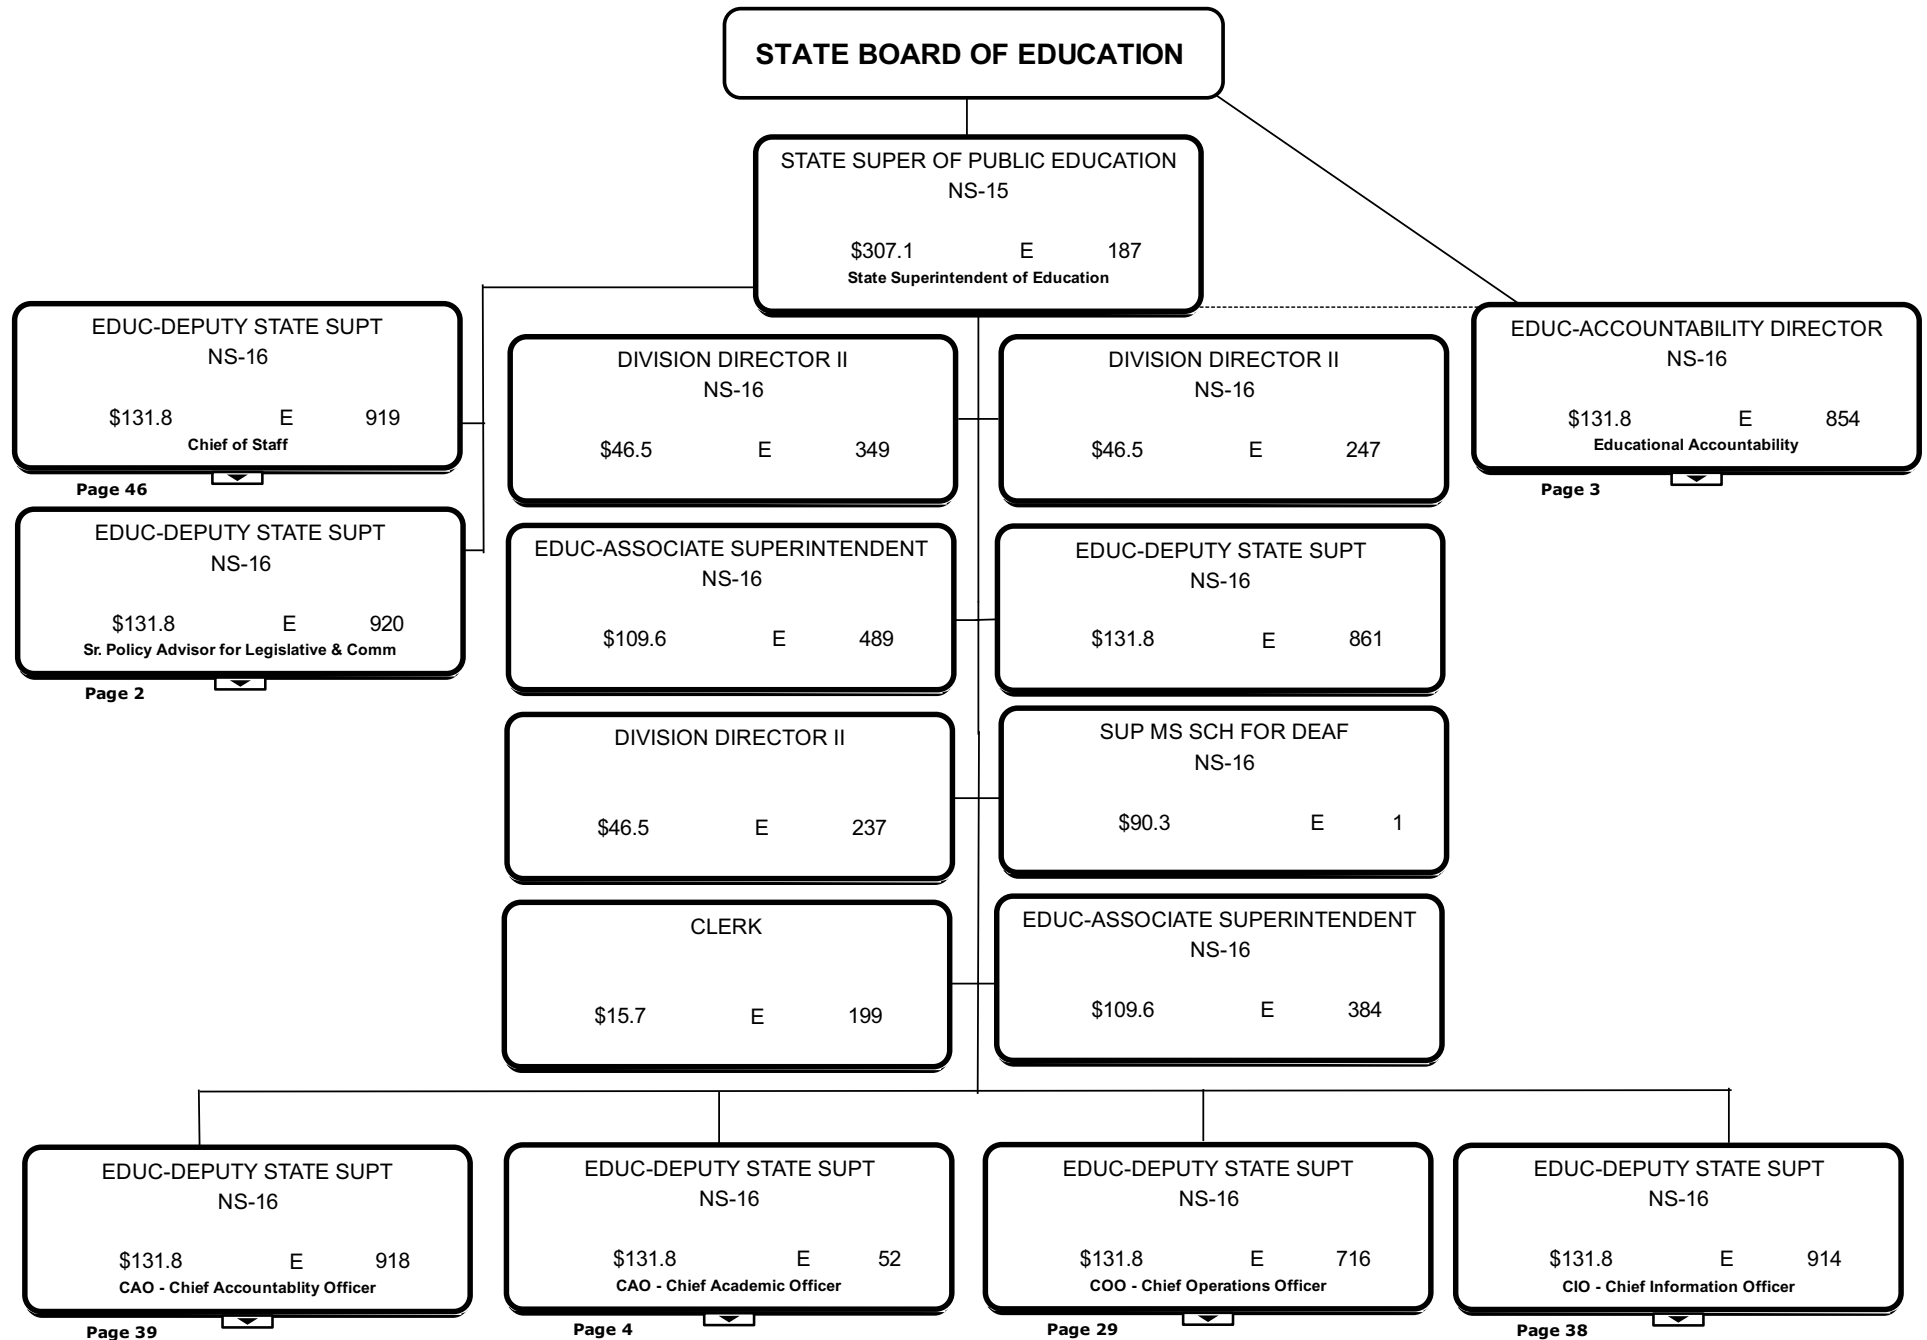 STATE BOARD OF EDUCATION
STATE SUPER OF PUBLIC EDUCATION
NS-15
$307.1 E 187
State Superintendent of Education
EDUC-DEPUTY STATE SUPT
NS-16
$131.8 E 919
Chief of Staff
Page 46
EDUC-DEPUTY STATE SUPT
NS-16
$131.8 E 920
Sr. Policy Advisor for Legislative & Comm
Page 2
DIVISION DIRECTOR II
NS-16
$46.5 E 349
DIVISION DIRECTOR II
NS-16
$46.5 E 247
EDUC-ACCOUNTABILITY DIRECTOR
NS-16
$131.8 E 854
Educational Accountability
Page 3
EDUC-ASSOCIATE SUPERINTENDENT
NS-16
$109.6 E 489
EDUC-DEPUTY STATE SUPT
NS-16
$131.8 E 861
DIVISION DIRECTOR II
$46.5 E 237
SUP MS SCH FOR DEAF
NS-16
$90.3 E 1
CLERK
$15.7 E 199
EDUC-ASSOCIATE SUPERINTENDENT
NS-16
$109.6 E 384
EDUC-DEPUTY STATE SUPT
NS-16
$131.8 E 918
CAO - Chief Accountablity Officer
Page 39
EDUC-DEPUTY STATE SUPT
NS-16
$131.8 E 52
CAO - Chief Academic Officer
Page 4
EDUC-DEPUTY STATE SUPT
NS-16
$131.8 E 716
COO - Chief Operations Officer
Page 29
EDUC-DEPUTY STATE SUPT
NS-16
$131.8 E 914
CIO - Chief Information Officer
Page 38